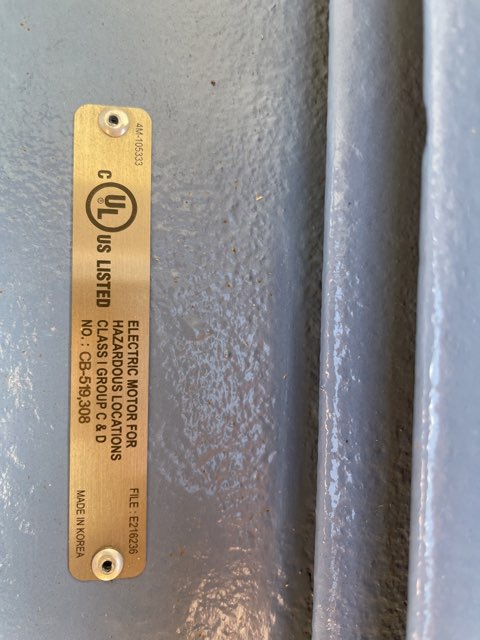 4M-105333
C UL US LISTED
®
ELECTRIC MOTOR FOR
HAZARDOUS LOCATIONS
CLASS I GROUP C & D
NO. : CB-519,308
FILE : E216236
MADE IN KOREA